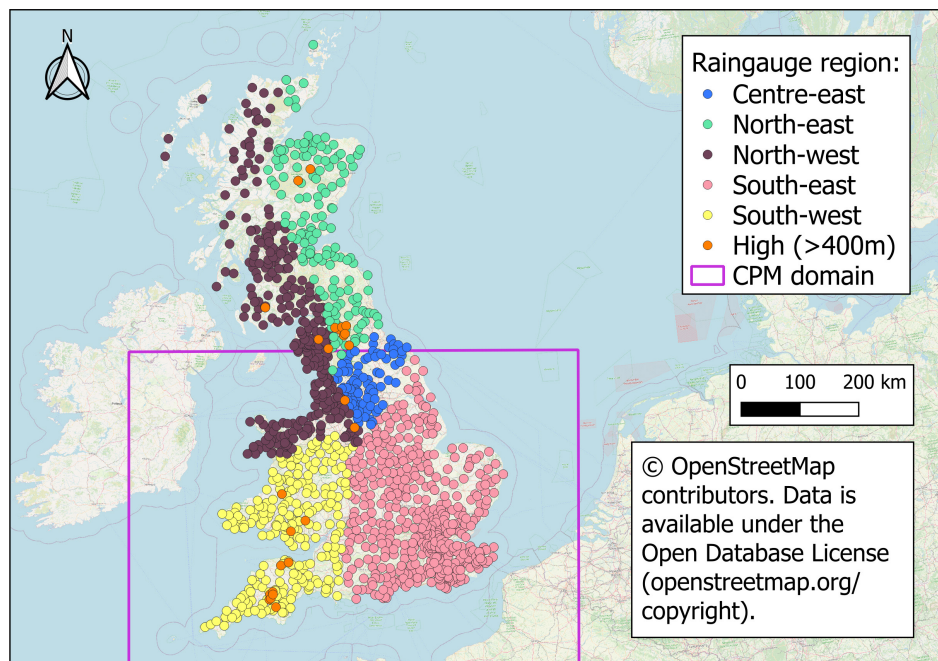 N
Raingauge region:
Centre-east
North-east
North-west
South-east
South-west
High (>400m)
CPM domain
0 100 200 km
© OpenStreetMap
contributors. Data is
available under the
Open Database License
(openstreetmap.org/
copyright).